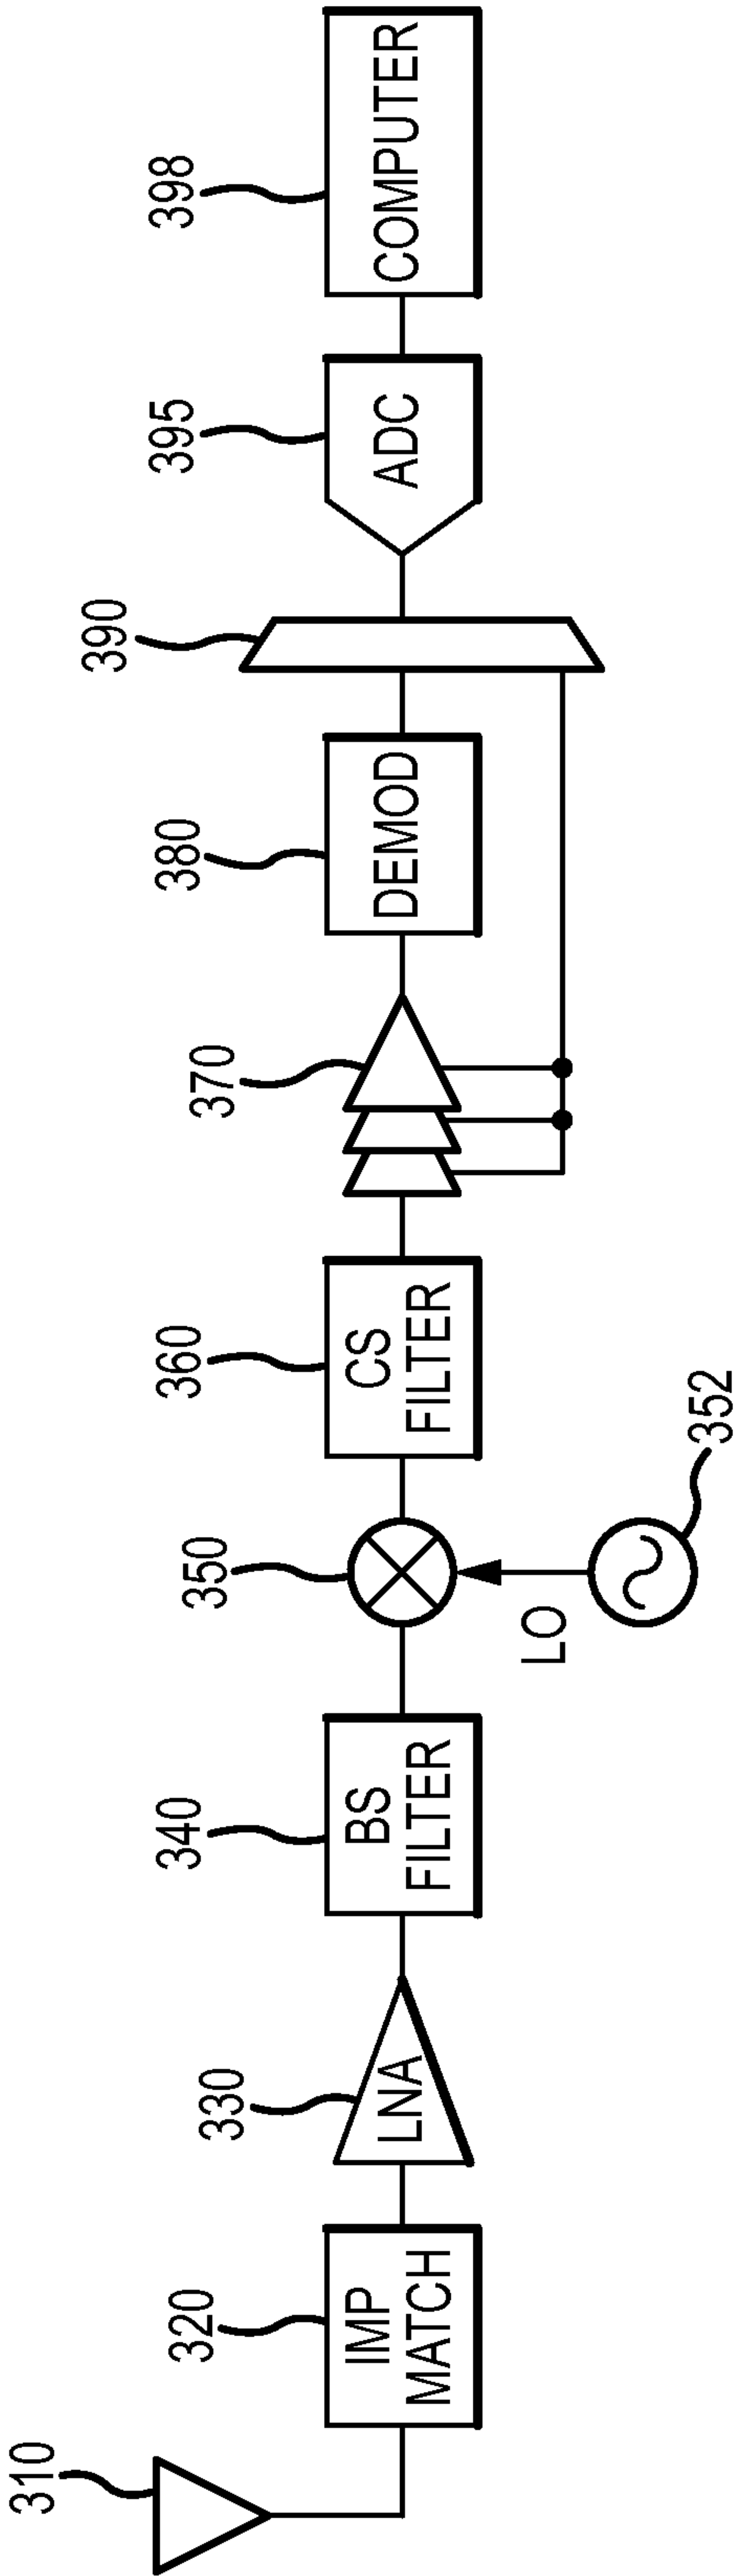 310
320
IMP
MATCH
330
LNA
340
BS
FILTER
350
LO
352
360
CS
FILTER
370
380
DEMOD
390
395
ADC
398
COMPUTER